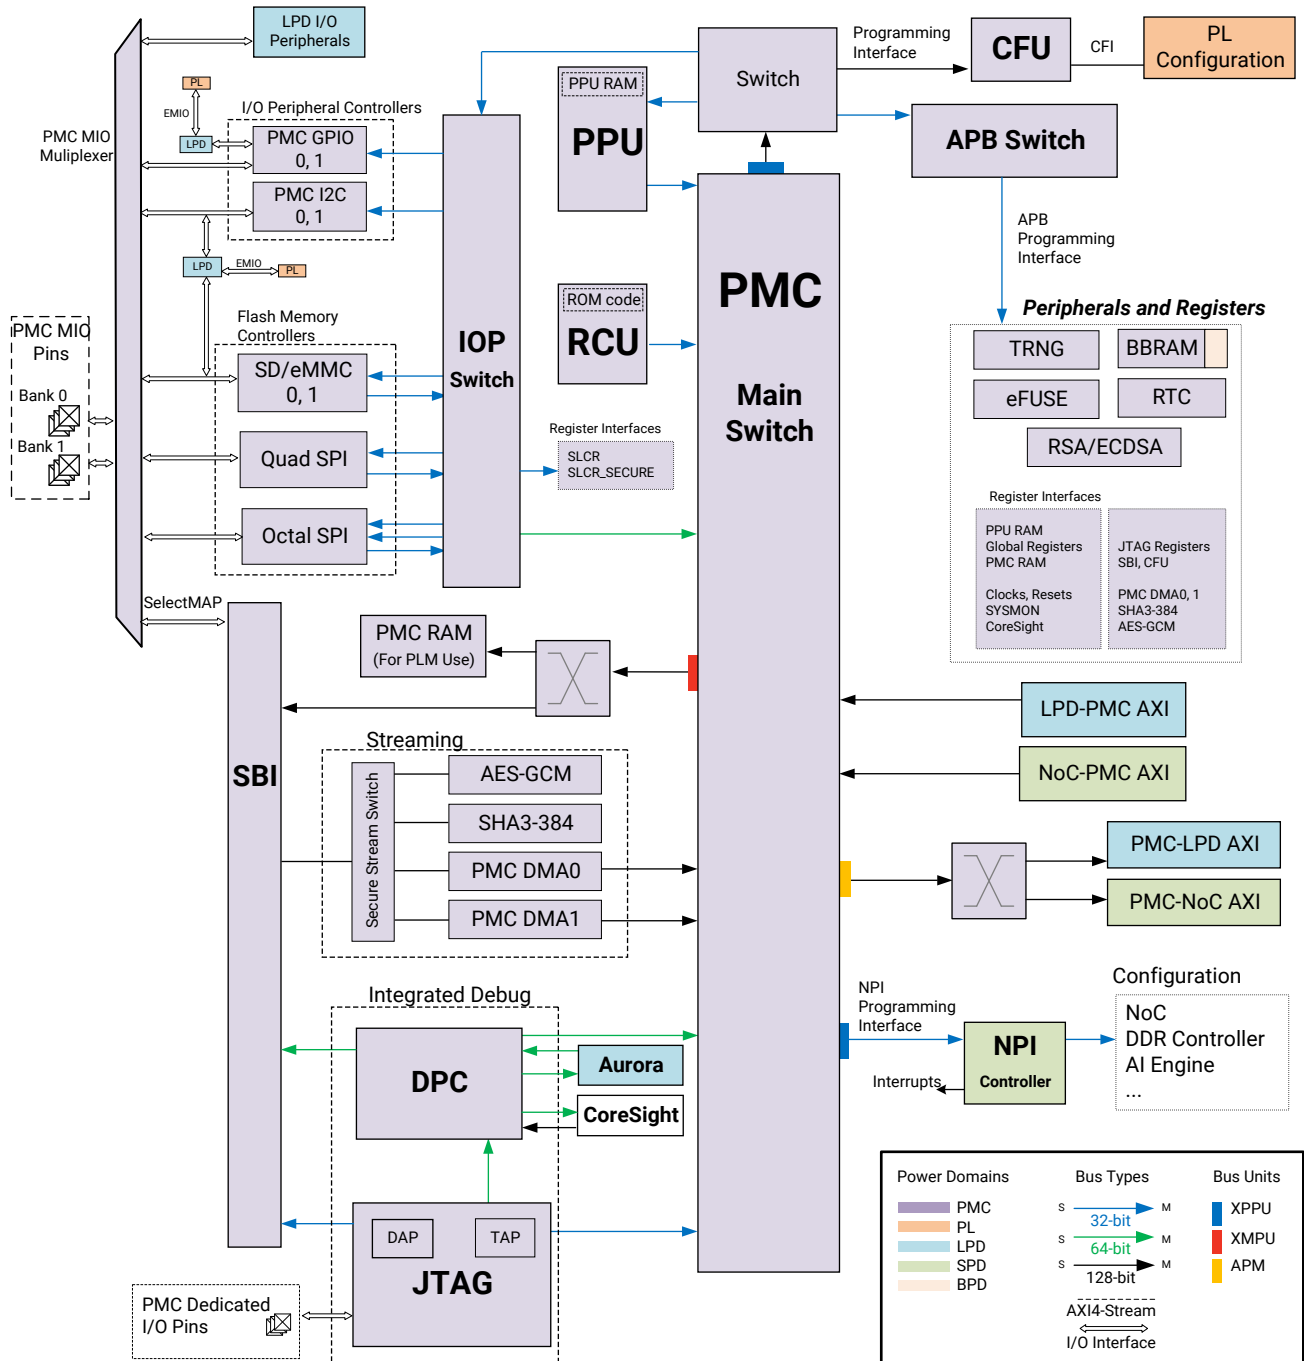 LPD I/O
Peripherals
PL
EMIO
LPD
I/O Peripheral Controllers
PMC GPIO
0, 1
PMC I2C
0, 1
PMC MIO
Muliplexer
LPD
EMIO
PL
Flash Memory
Controllers
SD/eMMC
0, 1
Quad SPI
Octal SPI
PMC MIO
Pins
Bank 0
Bank 1
SelectMAP
IOP
Switch
PPU RAM
PPU
ROM code
RCU
Register Interfaces
SLCR
SLCR_SECURE
Switch
Programming
Interface
CFU
CFI
PL
Configuration
APB Switch
APB
Programming
Interface
PMC
Main
Switch
Peripherals and Registers
TRNG
BBRAM
eFUSE
RTC
RSA/ECDSA
Register Interfaces
PPU RAM
Global Registers
PMC RAM
Clocks, Resets
SYSMON
CoreSight
JTAG Registers
SBI, CFU
PMC DMA0, 1
SHA3-384
AES-GCM
PMC RAM
(For PLM Use)
SBI
Streaming
Secure Stream Switch
AES-GCM
SHA3-384
PMC DMA0
PMC DMA1
LPD-PMC AXI
NoC-PMC AXI
PMC-LPD AXI
PMC-NoC AXI
Integrated Debug
DPC
Aurora
CoreSight
DAP
TAP
JTAG
PMC Dedicated
I/O Pins
NPI
Programming
Interface
NPI
Controller
Interrupts
Configuration
NoC
DDR Controller
AI Engine
...
Power Domains
PMC
PL
LPD
SPD
BPD
Bus Types
S M
32-bit
S M
64-bit
S M
128-bit
AXI4-Stream
I/O Interface
Bus Units
XPPU
XMPU
APM